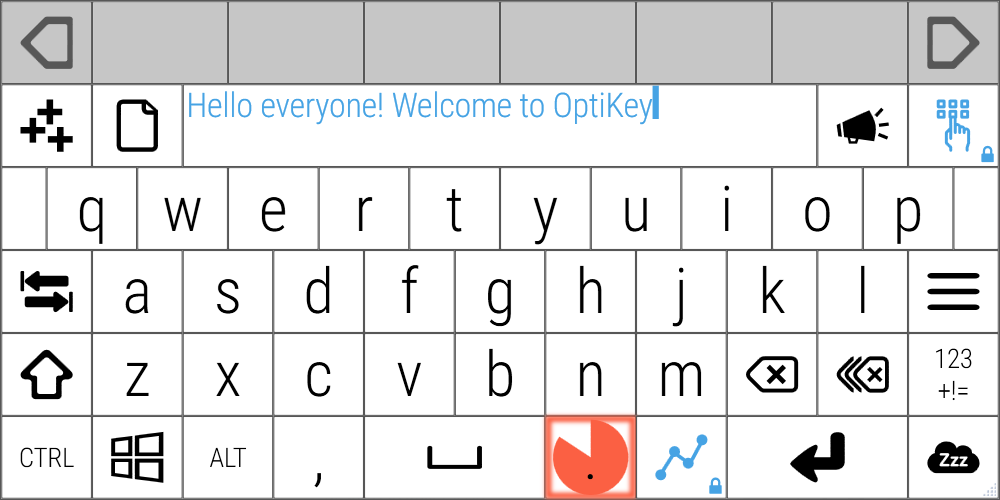 Hello everyone! Welcome to OptiKey
q w e r t y u i o p
a s d f g h j k l
z x c v b n m 123
+!=
CTRL ALT , . Zzz